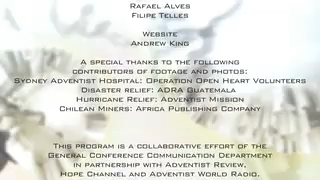 Rafael Alves
Filipe Telles
Website
Andrew King
A special thanks to the following
contributors of footage and photos:
Sydney Adventist Hospital: Operation Open Heart Volunteers
Disaster relief: ADRA Guatemala
Hurricane Relief: Adventist Mission
Chilean Miners: Africa Publishing Company
This program is a collaborative effort of the
General Conference Communication Department
in partnership with Adventist Review,
Hope Channel and Adventist World Radio.